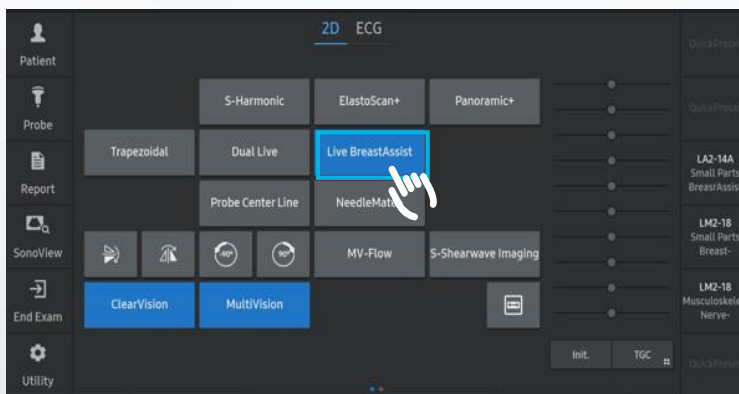 2D ECG
Patient
Probe
Report
SonoView
End Exam
Utility
S-Harmonic ElastoScan+ Panoramic+
Trapezoidal Dual Live Live BreastAssist
Probe Center Line NeedleMate
-90° 90° MV-Flow S-Shearwave Imaging
ClearVision MultiVision
Init. TGC
QuickPreset
QuickPreset
LA2-14A
Small Parts
BreasrAssist
LM2-18
Small Parts
Breast-
LM2-18
Musculoskele
Nerve-
QuickPreset